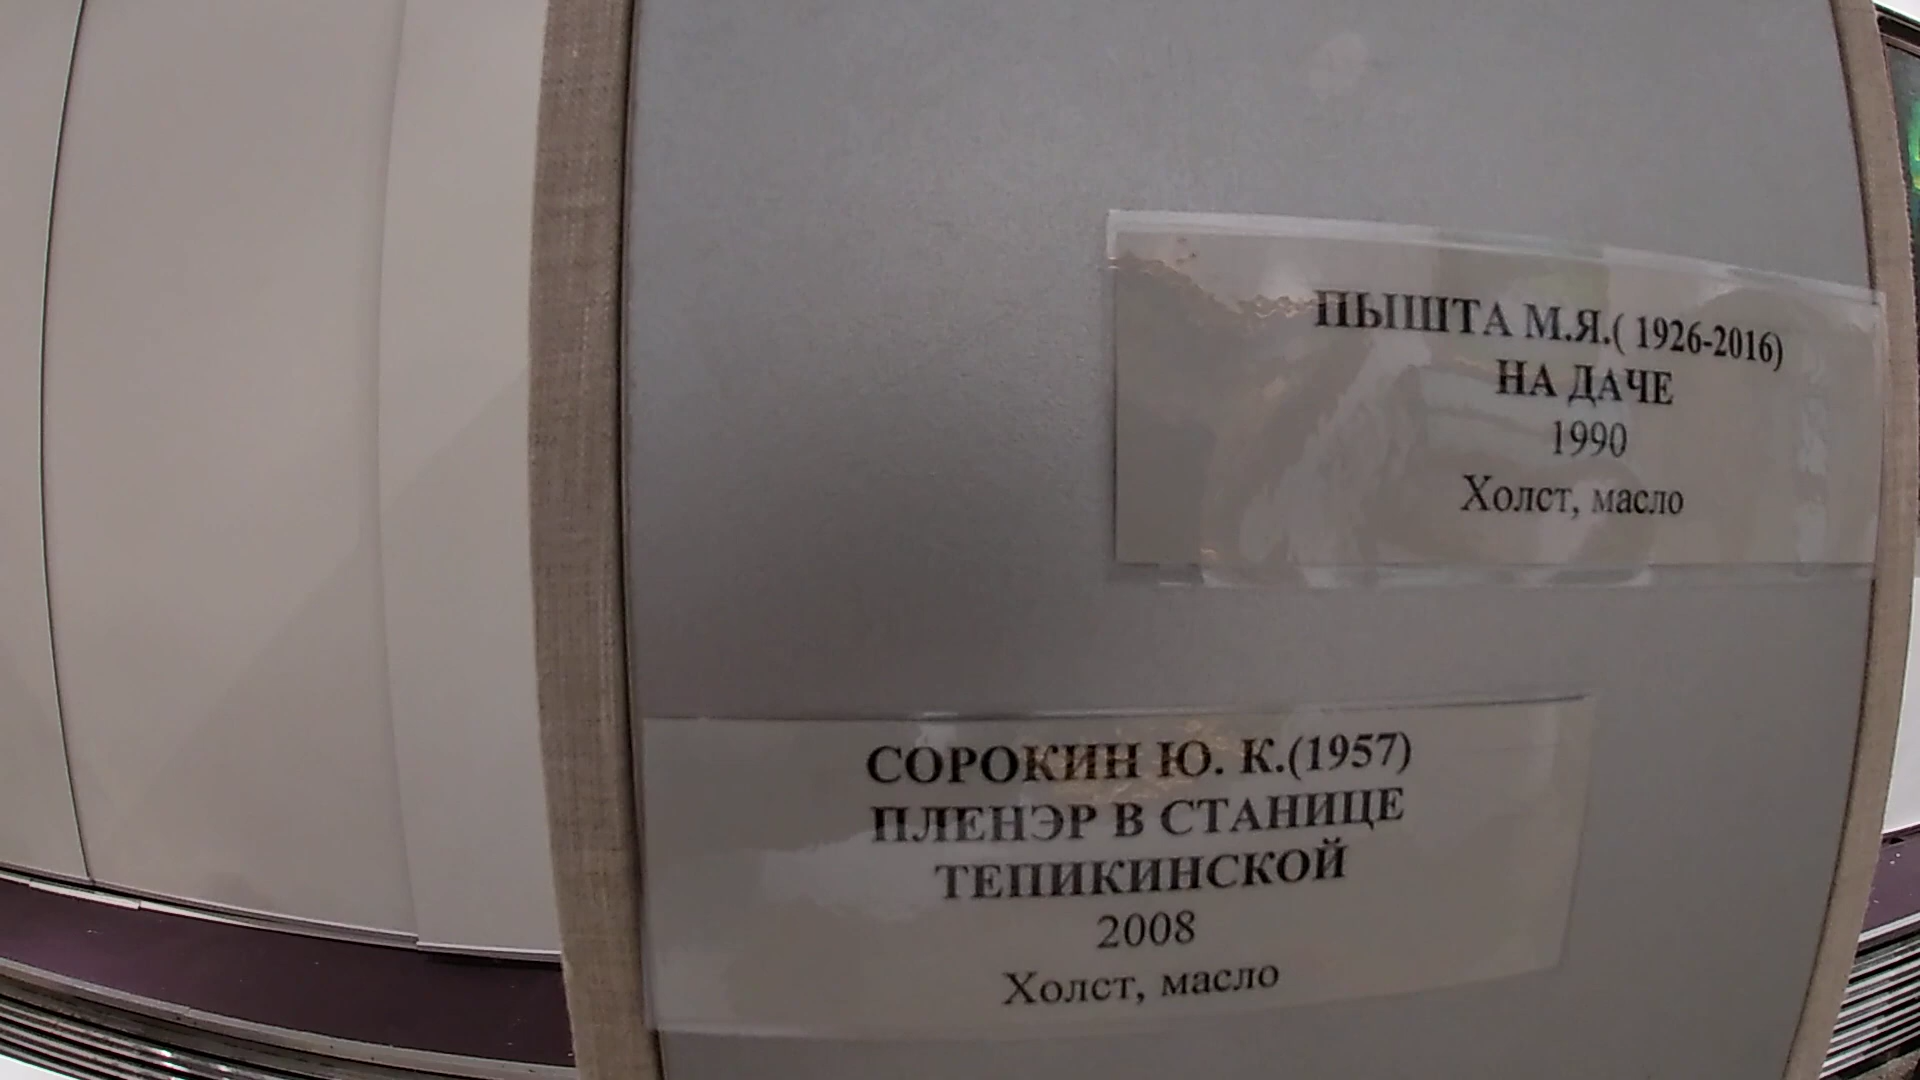 ПЫШТА М.Я.( 1926-2016)
НА ДАЧЕ
1990
Холст, масло
СОРОКИН Ю. К.(1957)
ПЛЕНЭР В СТАНИЦЕ
ТЕПИКИНСКОЙ
2008
Холст, масло